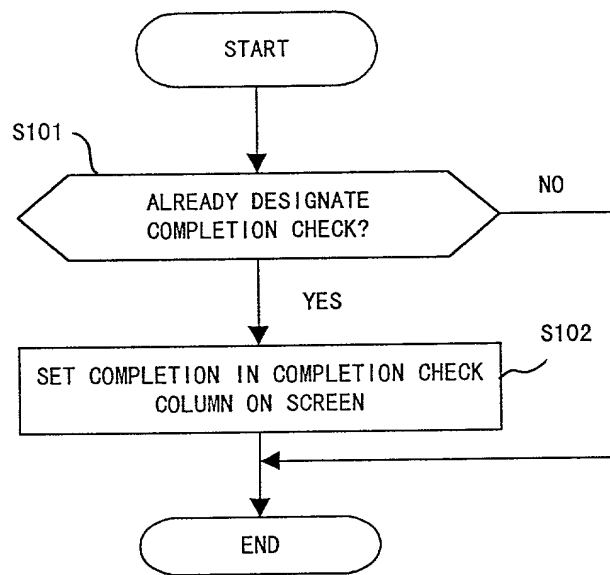 START
S101
ALREADY DESIGNATE
COMPLETION CHECK?
NO
YES
S102
SET COMPLETION IN COMPLETION CHECK
COLUMN ON SCREEN
END